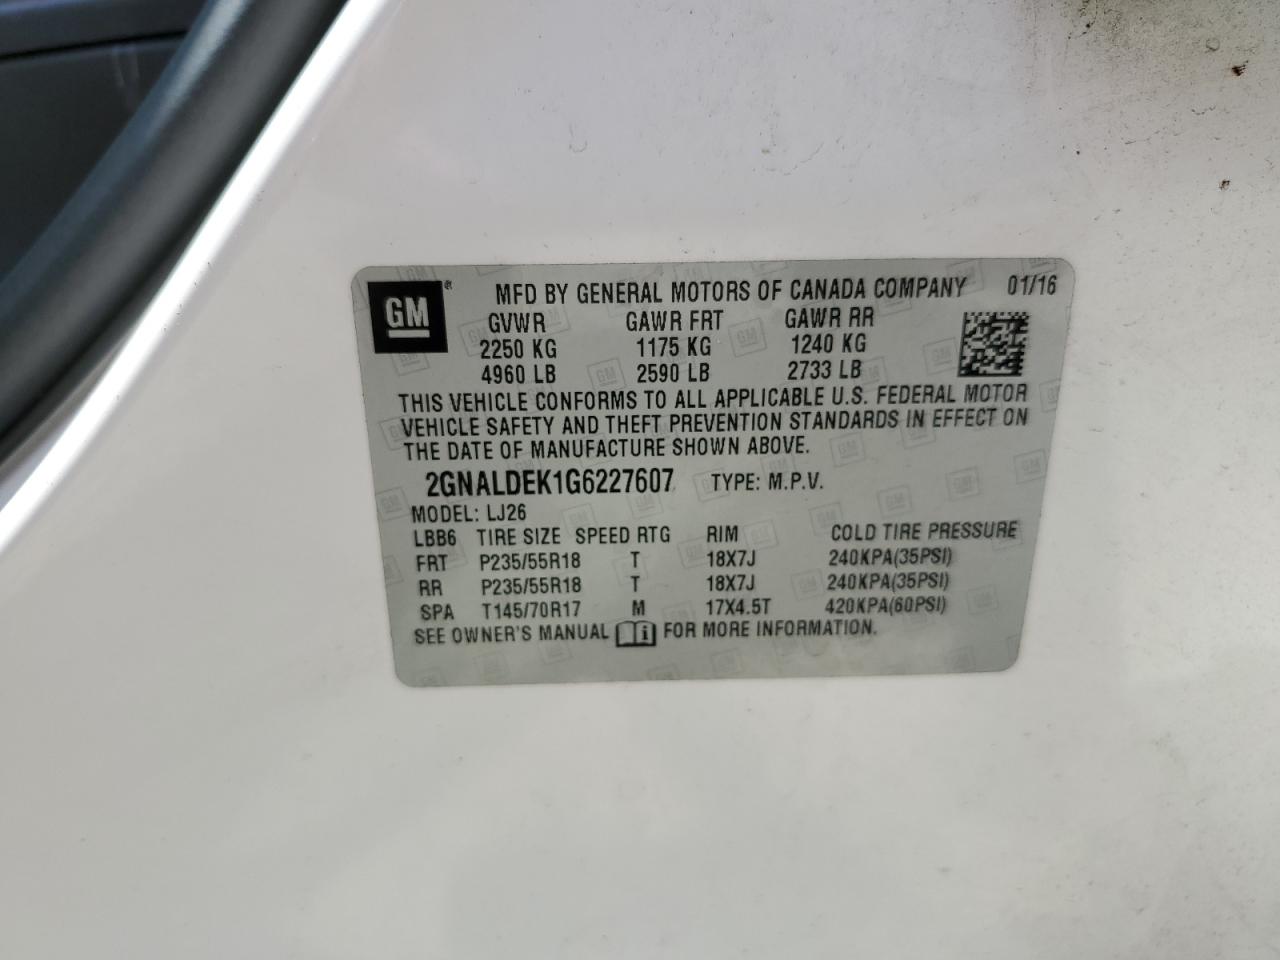 GM ® MFD BY GENERAL MOTORS OF CANADA COMPANY 01/16
GVWR GAWR FRT GAWR RR
2250 KG 1175 KG 1240 KG
4960 LB 2590 LB 2733 LB
THIS VEHICLE CONFORMS TO ALL APPLICABLE U.S. FEDERAL MOTOR
VEHICLE SAFETY AND THEFT PREVENTION STANDARDS IN EFFECT ON
THE DATE OF MANUFACTURE SHOWN ABOVE.
2GNALDEK1G6227607 TYPE: M.P.V.
MODEL: LJ26
LBB6 TIRE SIZE SPEED RTG RIM COLD TIRE PRESSURE
FRT P235/55R18 T 18X7J 240KPA(35PSI)
RR P235/55R18 T 18X7J 240KPA(35PSI)
SPA T145/70R17 M 17X4.5T 420KPA(60PSI)
SEE OWNER'S MANUAL i FOR MORE INFORMATION.